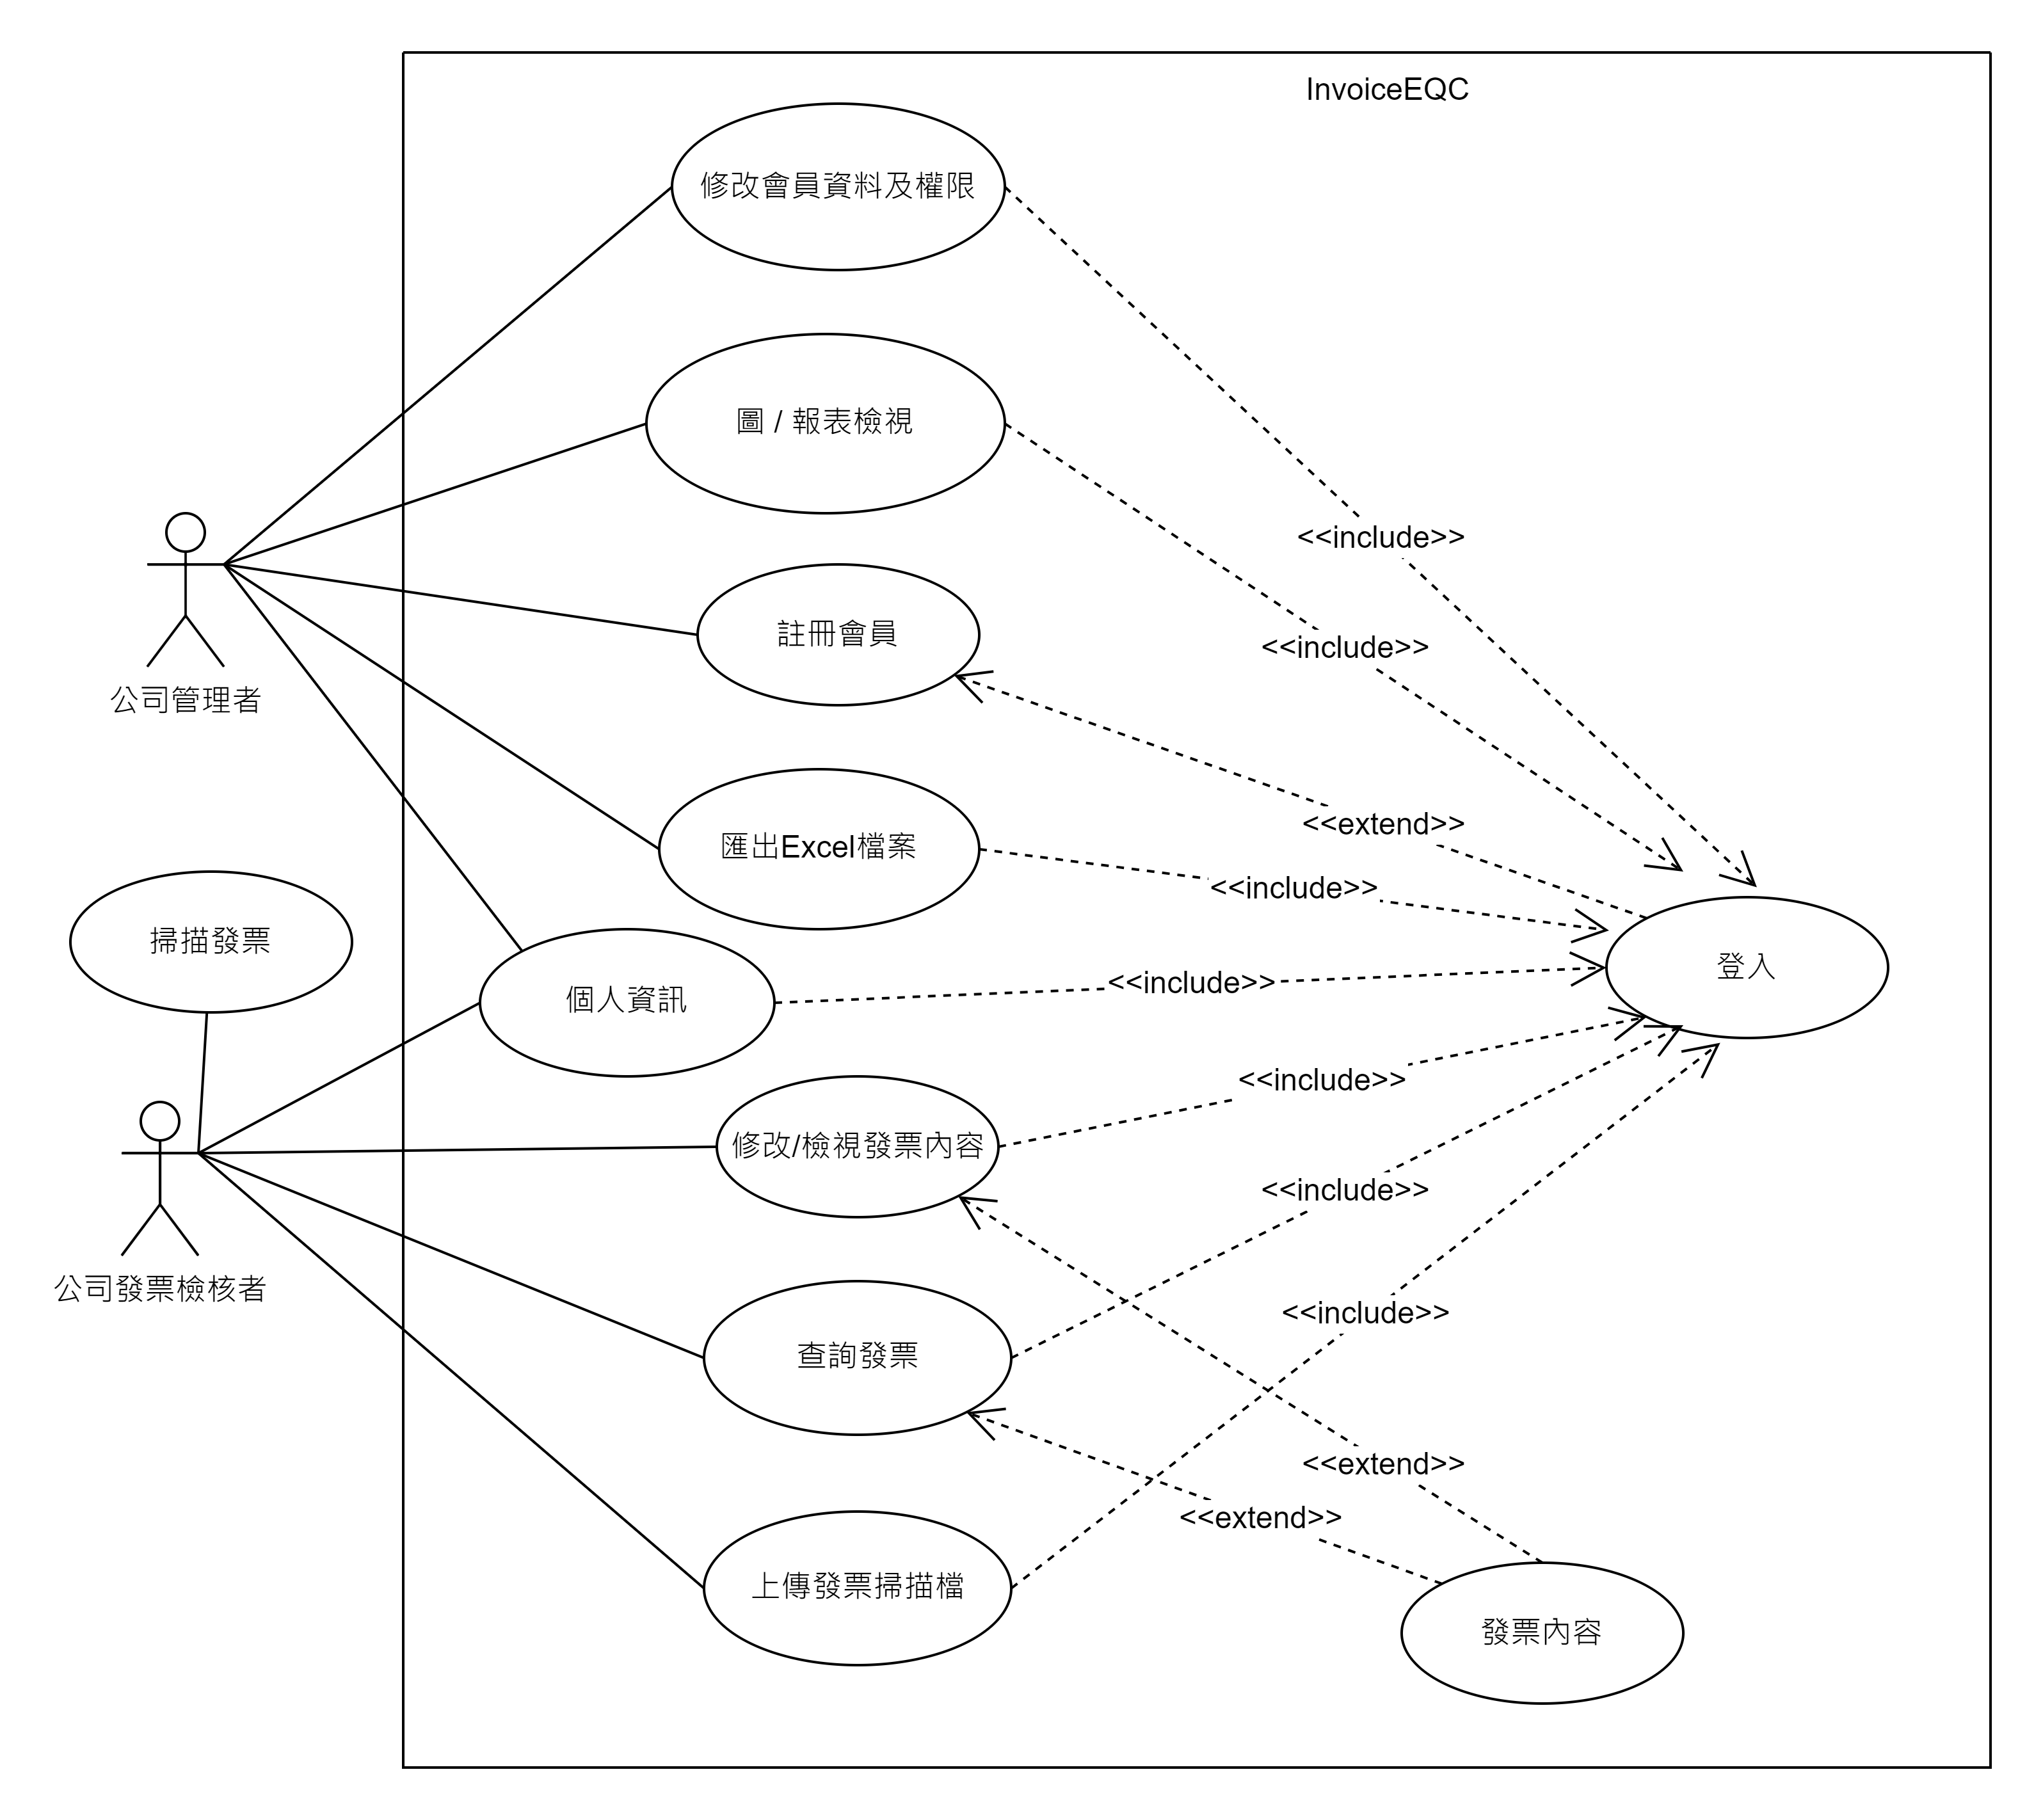 InvoiceEQC
修改會員資料及權限
圖 / 報表檢視
<<include>>
註冊會員
<<include>>
公司管理者
<<extend>>
匯出Excel檔案
<<include>>
掃描發票
登入
<<include>>
個人資訊
<<include>>
修改/檢視發票內容
<<include>>
公司發票檢核者
<<include>>
查詢發票
<<extend>>
<<extend>>
上傳發票掃描檔
發票內容